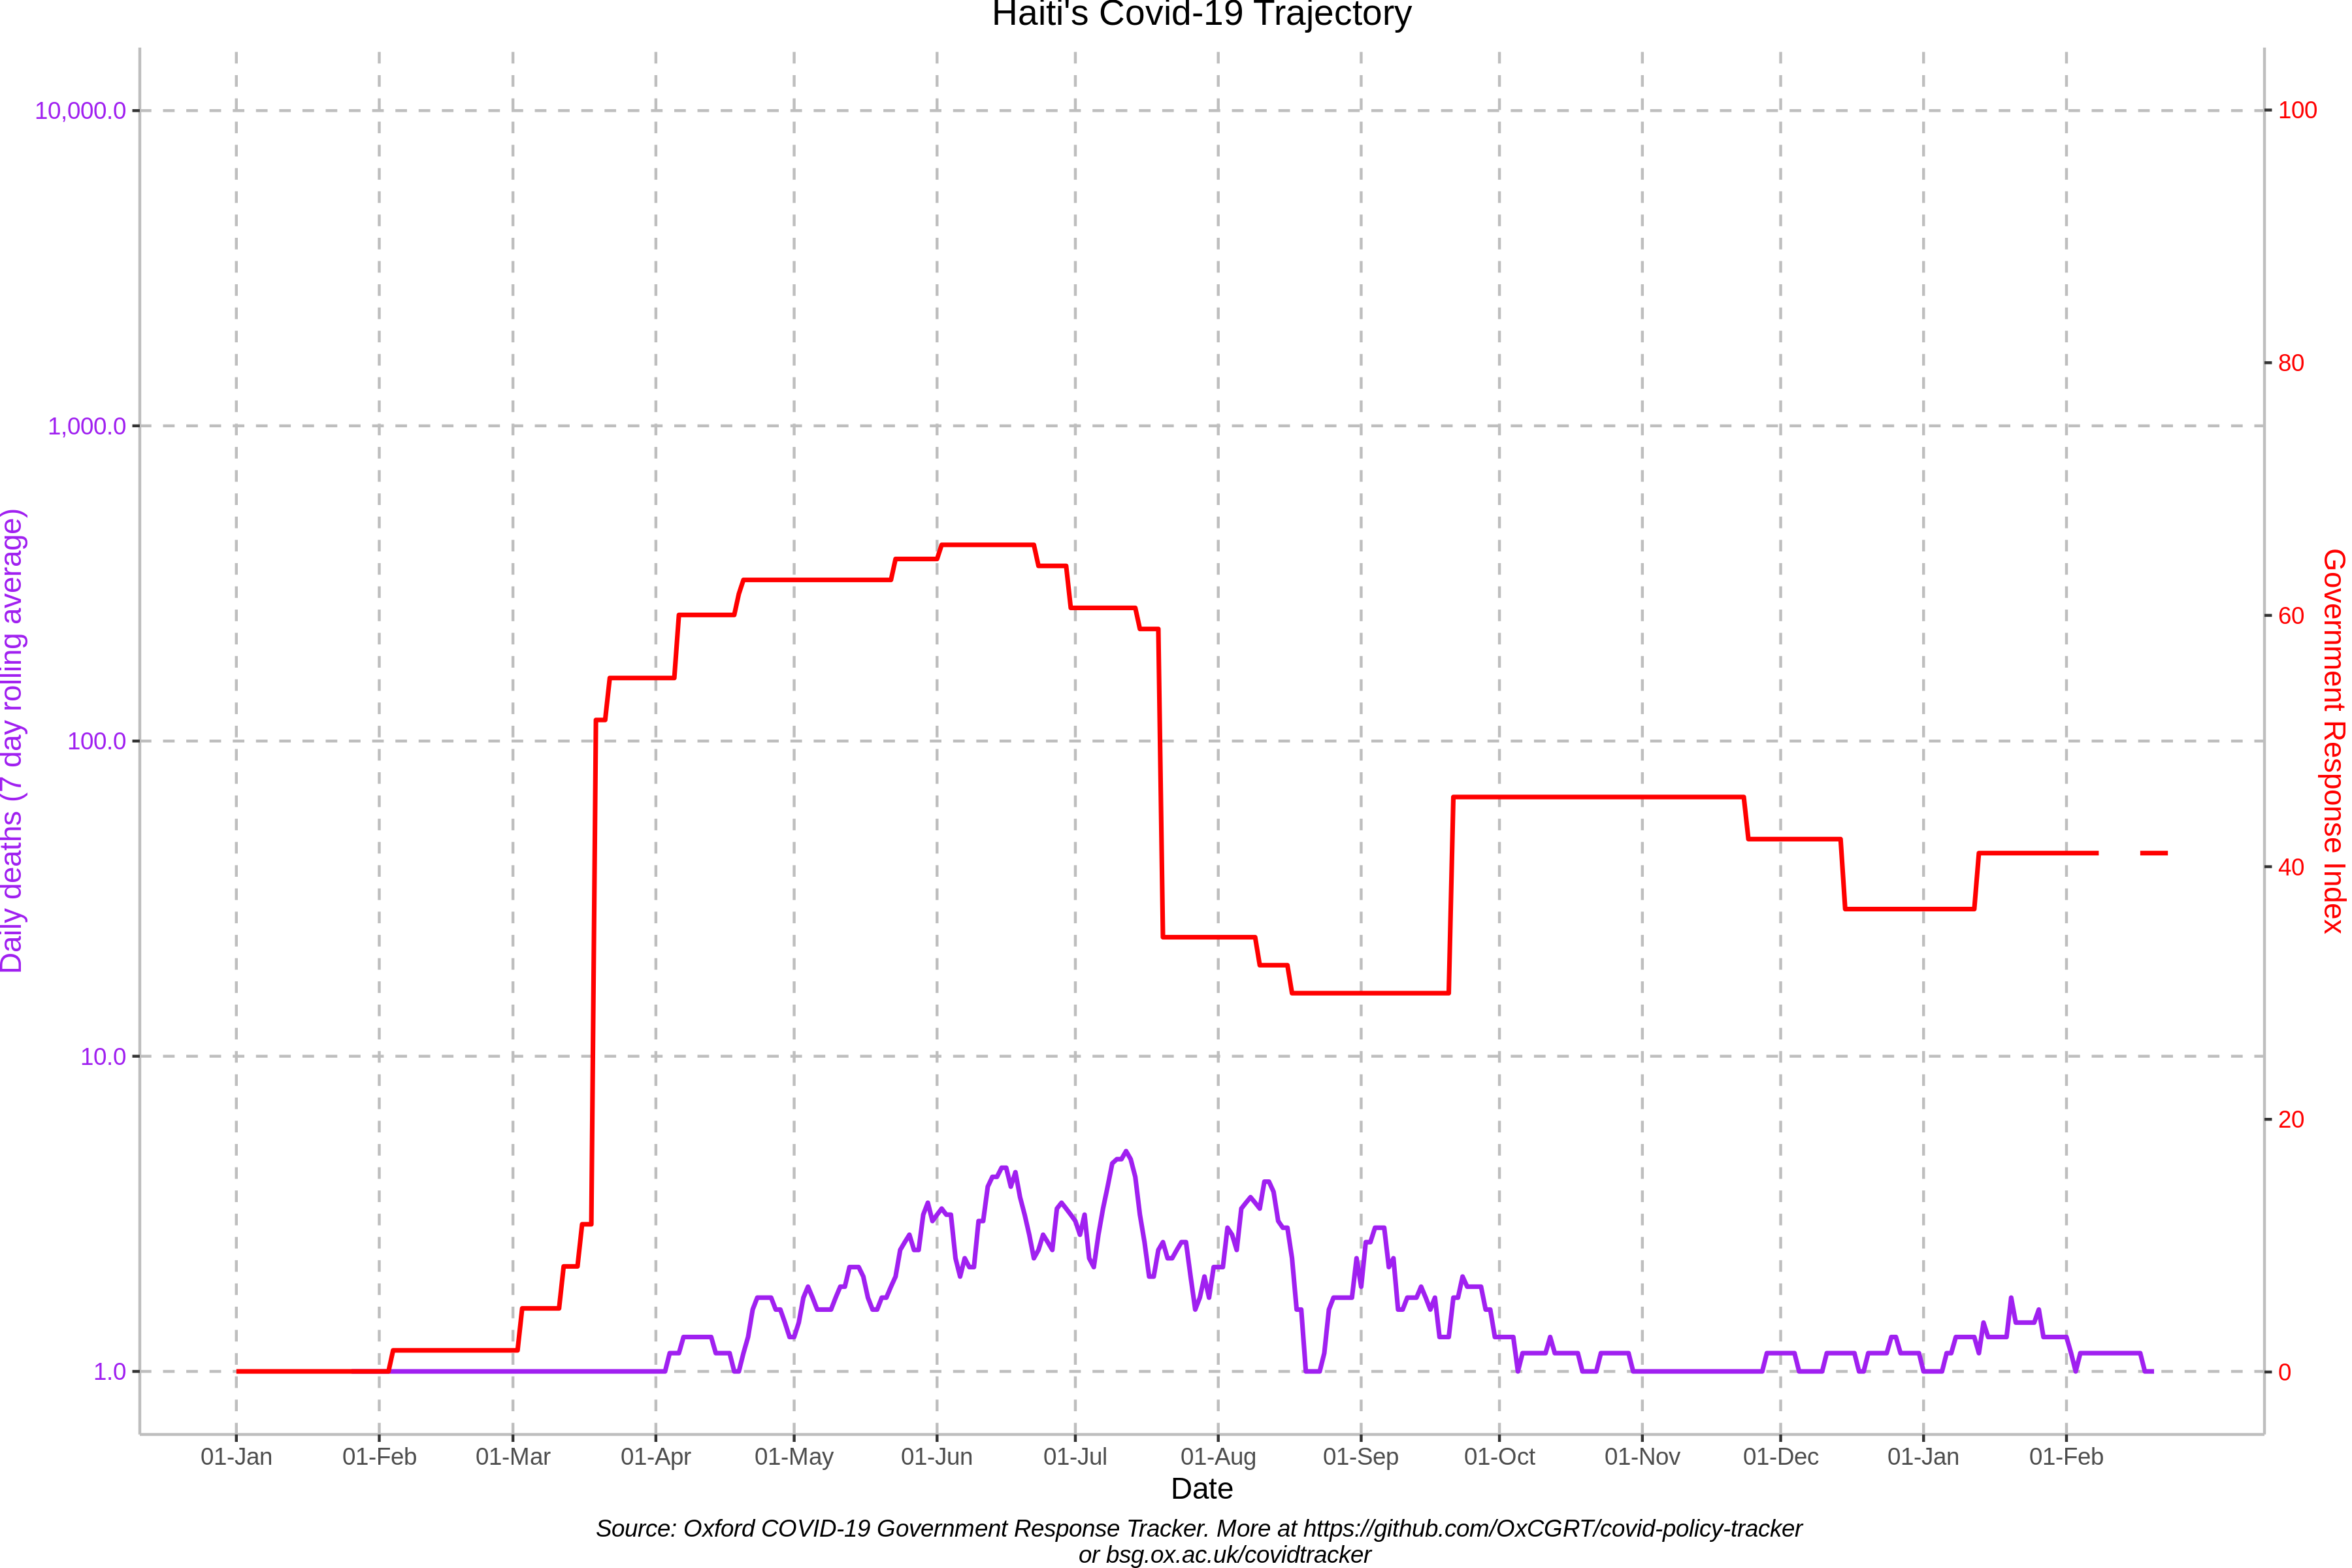 Haiti's Covid-19 Trajectory
10,000.0
1,000.0
100.0
10.0
1.0
Daily deaths (7 day rolling average)
100
80
60
40
20
0
Government Response Index
01-Jan 01-Feb 01-Mar 01-Apr 01-May 01-Jun 01-Jul 01-Aug 01-Sep 01-Oct 01-Nov 01-Dec 01-Jan 01-Feb
Date
Source: Oxford COVID-19 Government Response Tracker. More at https://github.com/OxCGRT/covid-policy-tracker
or bsg.ox.ac.uk/covidtracker